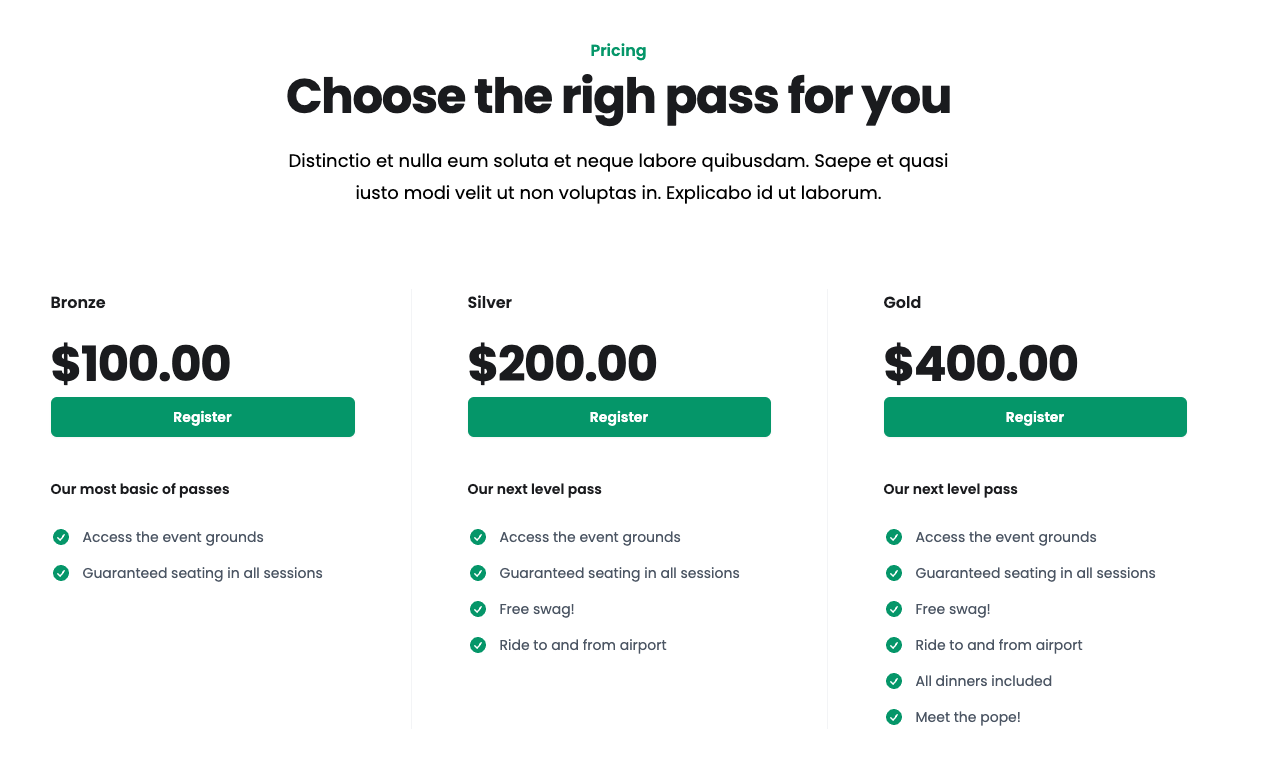 Pricing
Choose the righ pass for you
Distinctio et nulla eum soluta et neque labore quibusdam. Saepe et quasi
iusto modi velit ut non voluptas in. Explicabo id ut laborum.
Bronze
$100.00
Register
Our most basic of passes
Access the event grounds
Guaranteed seating in all sessions
Silver
$200.00
Register
Our next level pass
Access the event grounds
Guaranteed seating in all sessions
Free swag!
Ride to and from airport
Gold
$400.00
Register
Our next level pass
Access the event grounds
Guaranteed seating in all sessions
Free swag!
Ride to and from airport
All dinners included
Meet the pope!